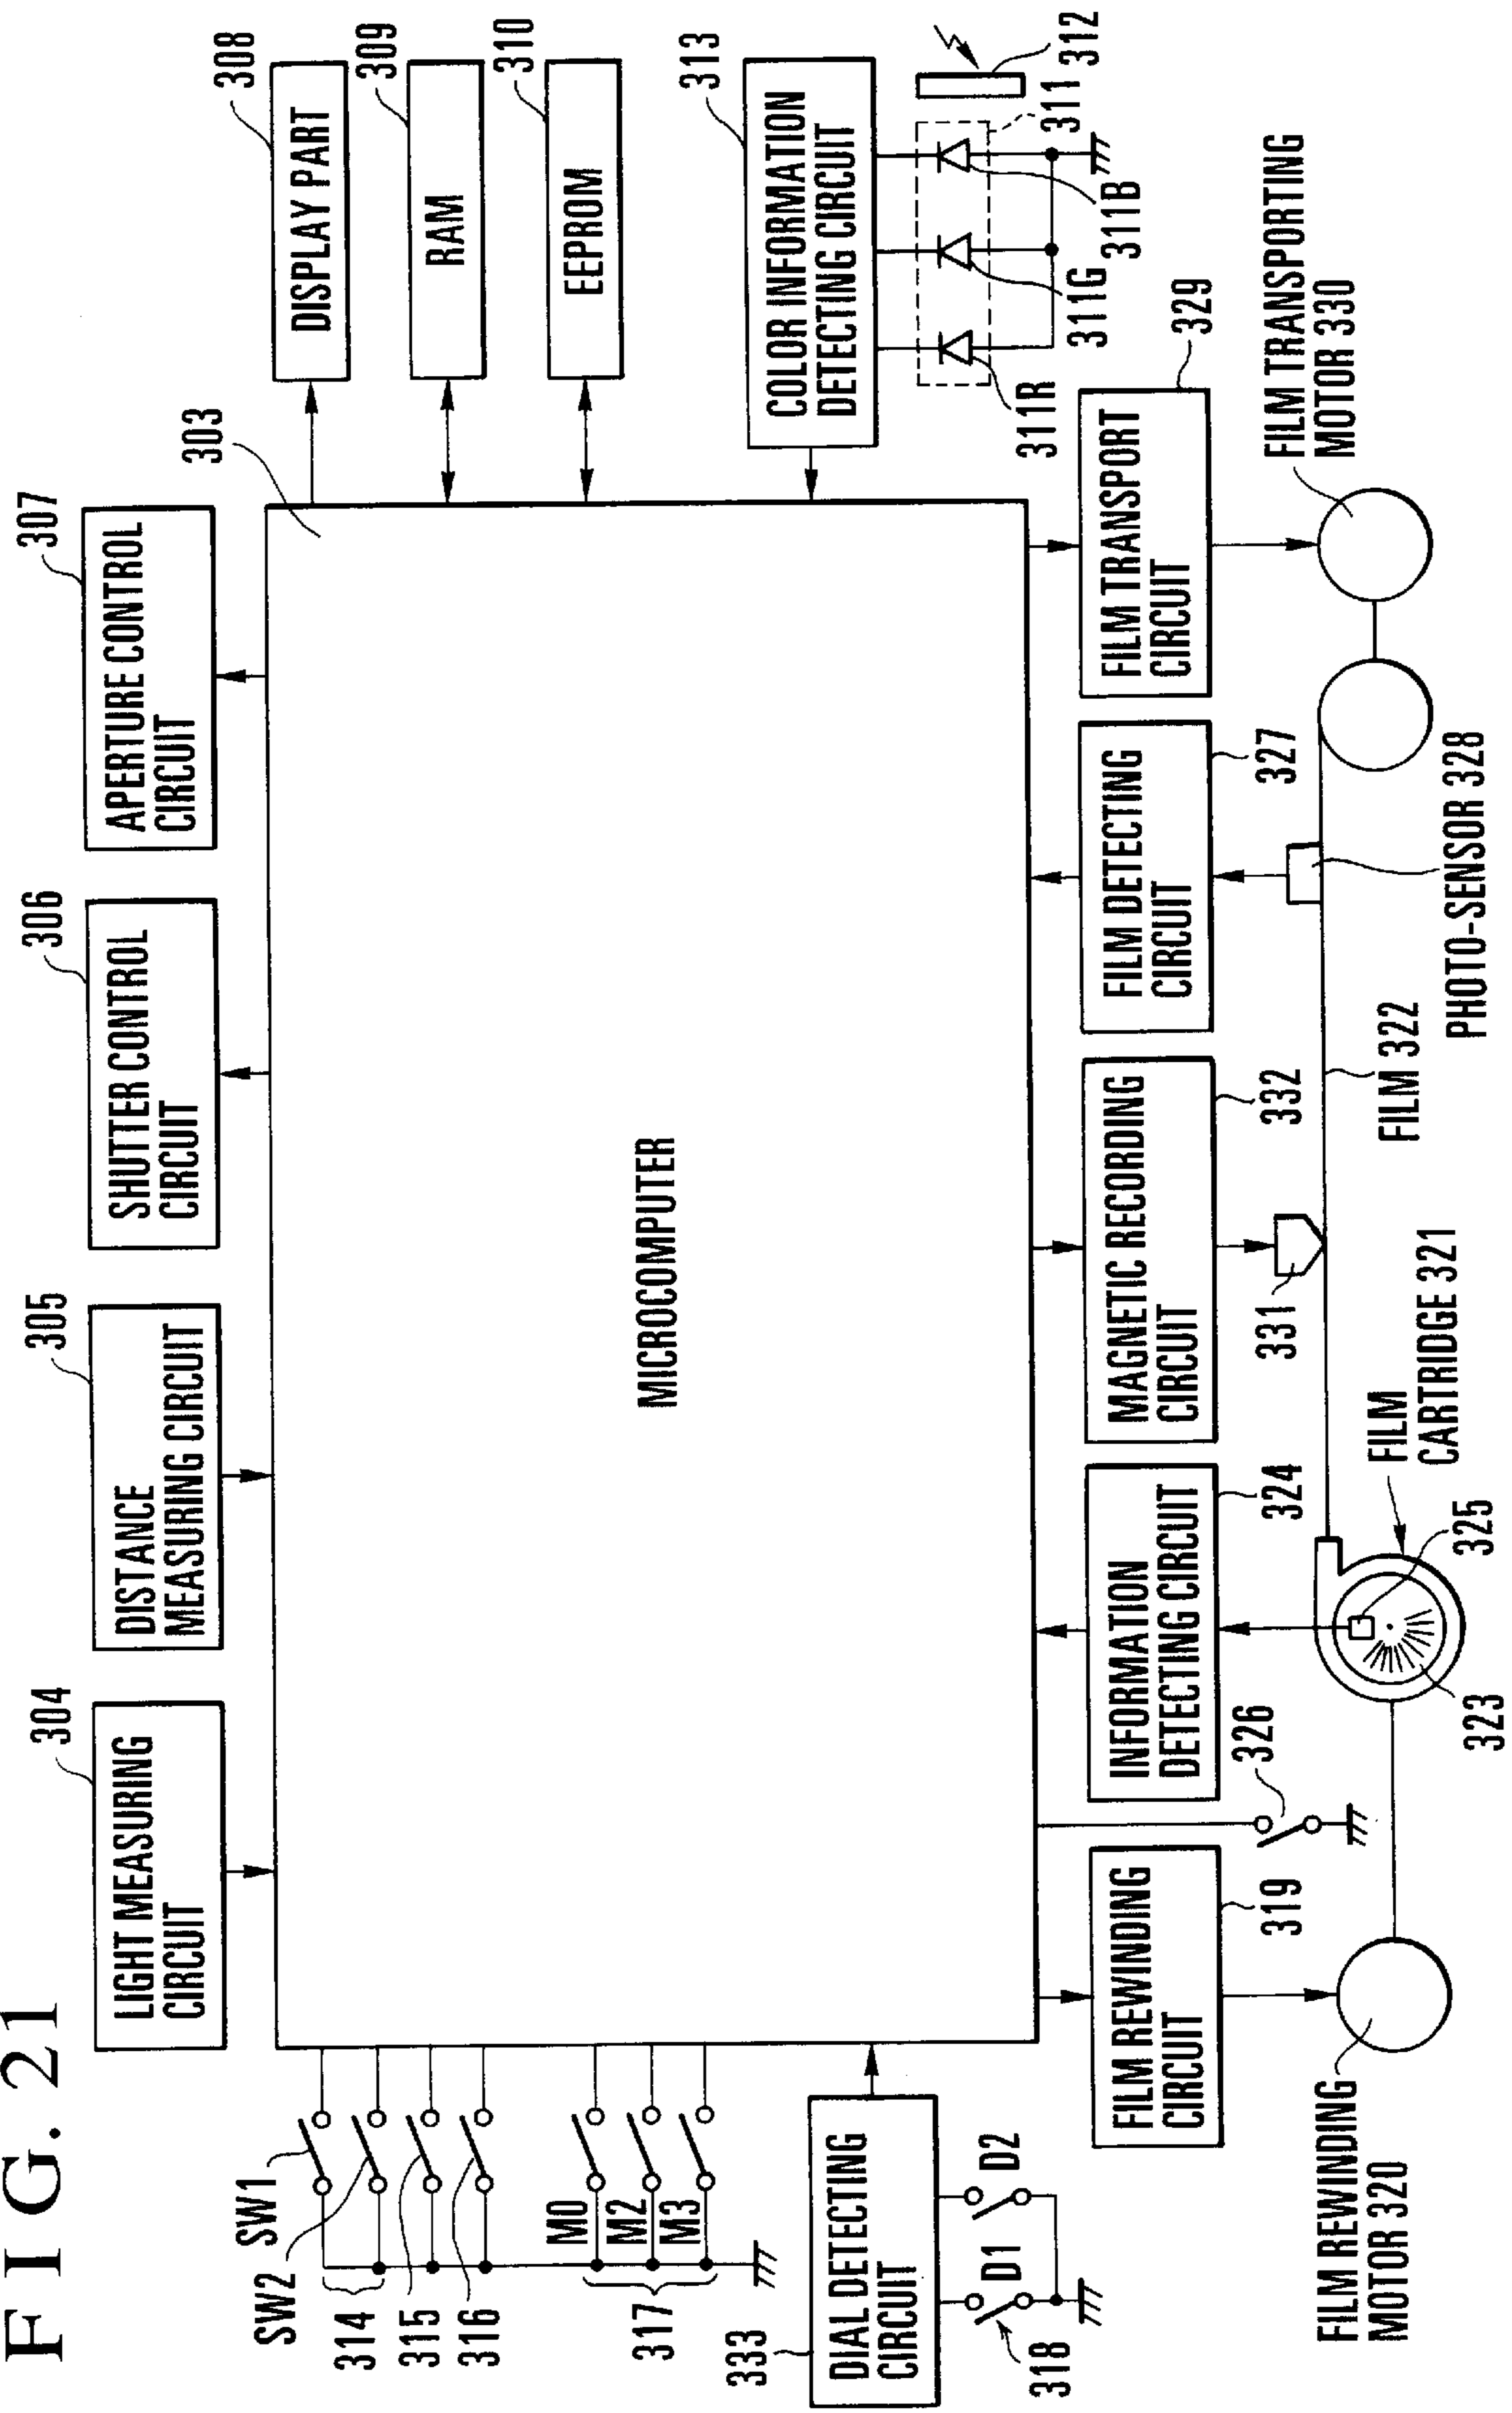 FIG. 21
304
LIGHT MEASURING
CIRCUIT
305
DISTANCE
MEASURING CIRCUIT
306
SHUTTER CONTROL
CIRCUIT
307
APERTURE CONTROL
CIRCUIT
303
308
DISPLAY PART
309
RAM
310
EEPROM
313
COLOR INFORMATION
DETECTING CIRCUIT
312
311
311B
311G
311R
MICROCOMPUTER
SW1
SW2
314
315
316
M0
M2
M3
317
333
DIAL DETECTING
CIRCUIT
D1
D2
318
FILM REWINDING
CIRCUIT
319
326
INFORMATION
DETECTING CIRCUIT
324
MAGNETIC RECORDING
CIRCUIT
332
FILM DETECTING
CIRCUIT
327
FILM TRANSPORT
CIRCUIT
329
FILM REWINDING
MOTOR 320
323
325
FILM
CARTRIDGE 321
331
FILM 322
PHOTO-SENSOR 328
FILM TRANSPORTING
MOTOR 330